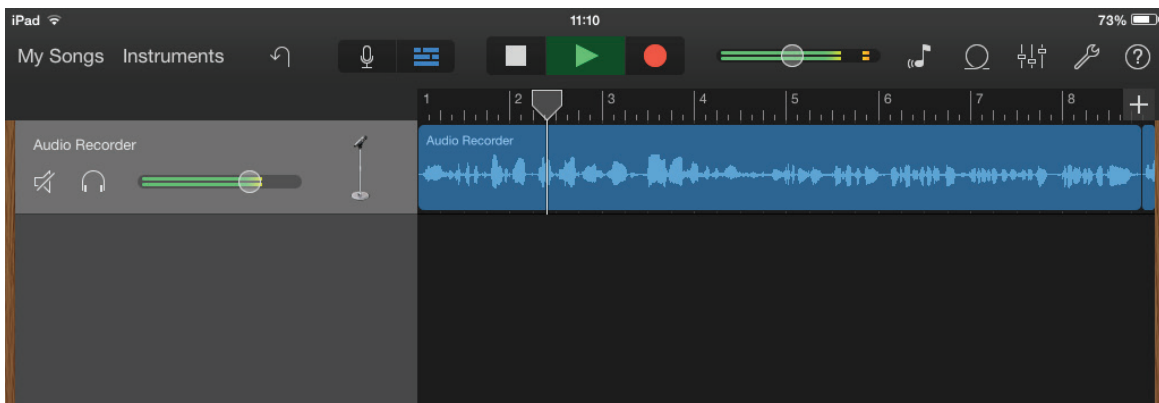 iPad 11:10 73%
My Songs Instruments ?
1 2 3 4 5 6 7 8 +
Audio Recorder Audio Recorder